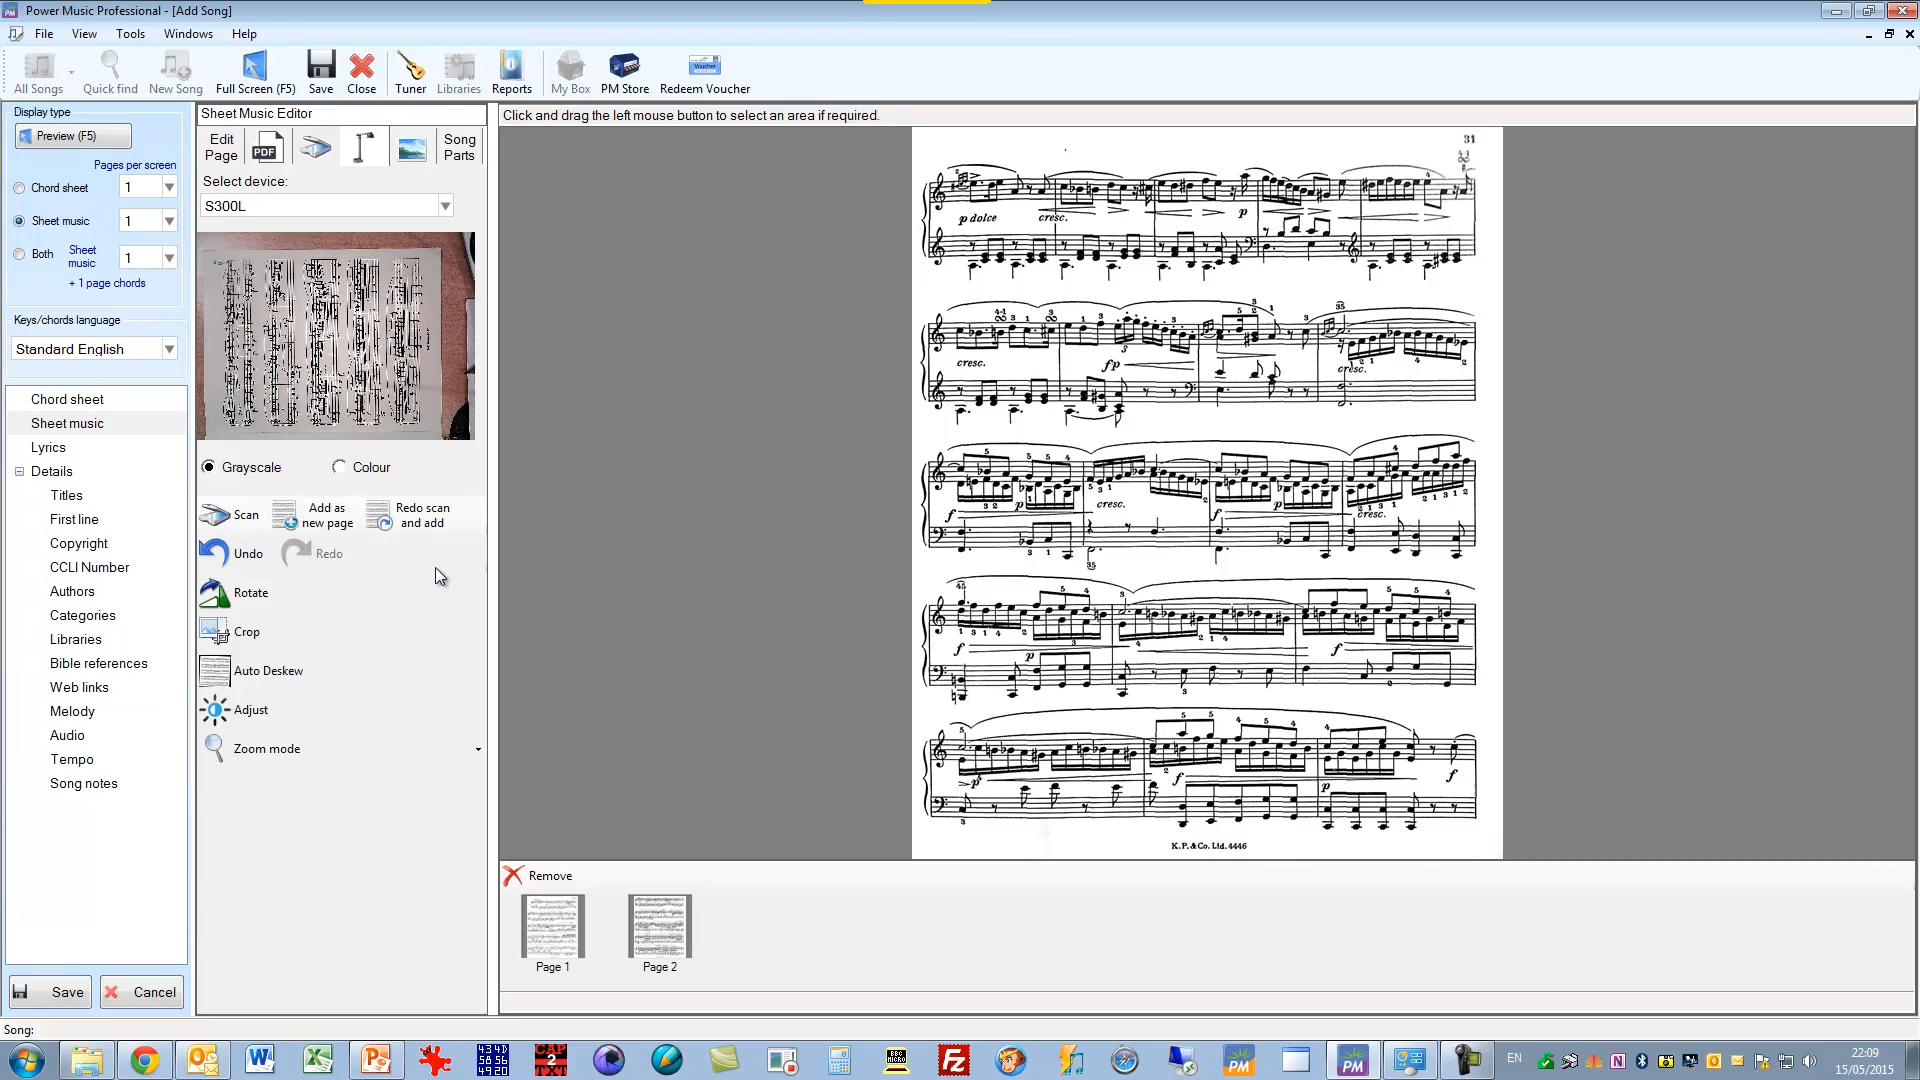 Power Music Professional - [Add Song]
File View Tools Windows Help
All Songs Quick find New Song Full Screen (F5) Save Close Tuner Libraries Reports My Box PM Store Redeem Voucher
Voucher
Display type
Preview (F5)
Pages per screen
Chord sheet 1
Sheet music 1
Both Sheet music 1
+ 1 page chords
Keys/chords language
Standard English
Chord sheet
Sheet music
Lyrics
Details
Titles
First line
Copyright
CCLI Number
Authors
Categories
Libraries
Bible references
Web links
Melody
Audio
Tempo
Song notes
Save Cancel
Sheet Music Editor
Edit Page PDF Song Parts
Select device:
S300L
Grayscale Colour
Scan Add as new page Redo scan and add
Undo Redo
Rotate
Crop
Auto Deskew
Adjust
Zoom mode
Click and drag the left mouse button to select an area if required.
31
p dolce cresc. p
cresc. fp cresc.
f p cresc. f p cresc.
f p f
p f p f
K. P. & Co. Ltd. 4446
Remove
Page 1 Page 2
Song:
EN 22:09
15/05/2015